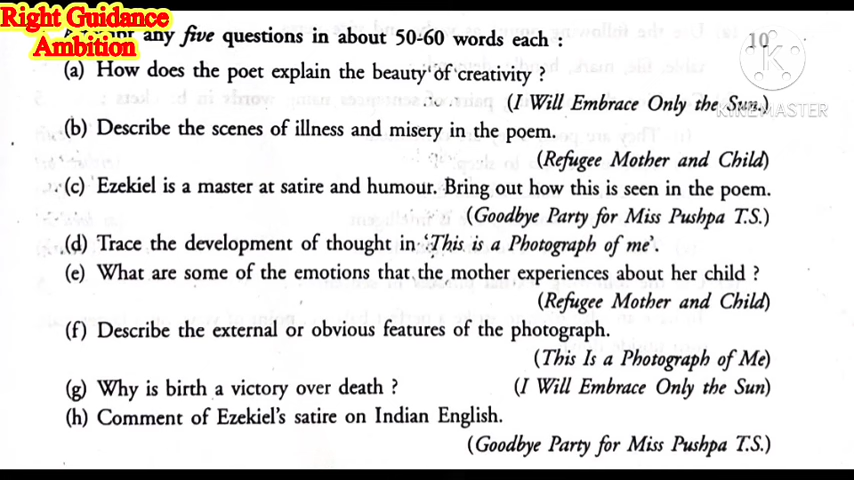 Right Guidance
Ambition
any five questions in about 50-60 words each : 10
(a) How does the poet explain the beauty of creativity ?
(I Will Embrace Only the Sun.)
KINEMASTER
(b) Describe the scenes of illness and misery in the poem.
(Refugee Mother and Child)
(c) Ezekiel is a master at satire and humour. Bring out how this is seen in the poem.
(Goodbye Party for Miss Pushpa T.S.)
(d) Trace the development of thought in 'This is a Photograph of me'.
(e) What are some of the emotions that the mother experiences about her child ?
(Refugee Mother and Child)
(f) Describe the external or obvious features of the photograph.
(This Is a Photograph of Me)
(g) Why is birth a victory over death ? (I Will Embrace Only the Sun)
(h) Comment of Ezekiel's satire on Indian English.
(Goodbye Party for Miss Pushpa T.S.)